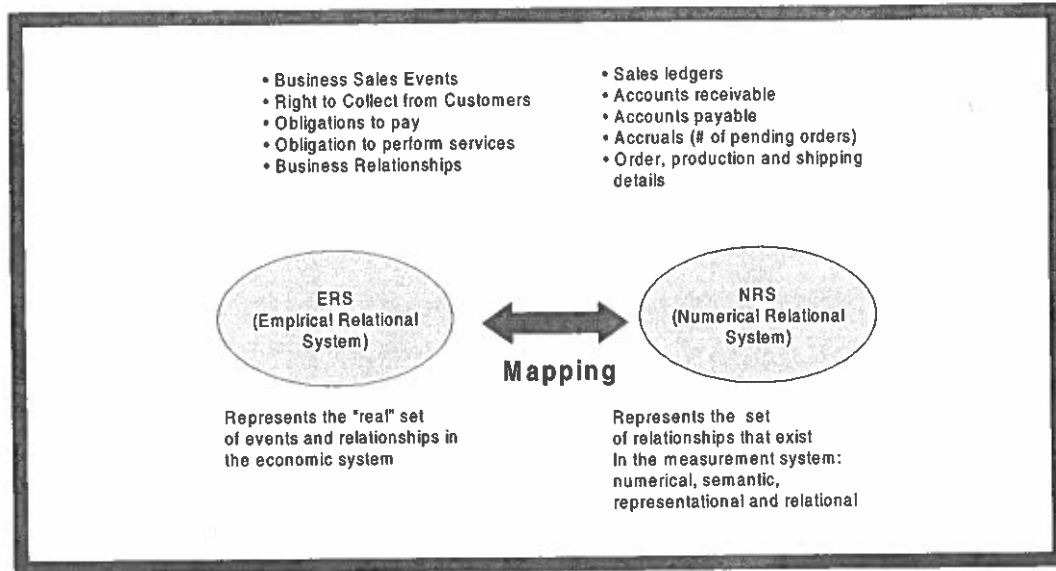 • Business Sales Events
• Right to Collect from Customers
• Obligations to pay
• Obligation to perform services
• Business Relationships
• Sales ledgers
• Accounts receivable
• Accounts payable
• Accruals (# of pending orders)
• Order, production and shipping
details
ERS
(Empirical Relational
System)
Mapping
NRS
(Numerical Relational
System)
Represents the "real" set
of events and relationships in
the economic system
Represents the set
of relationships that exist
In the measurement system:
numerical, semantic,
representational and relational